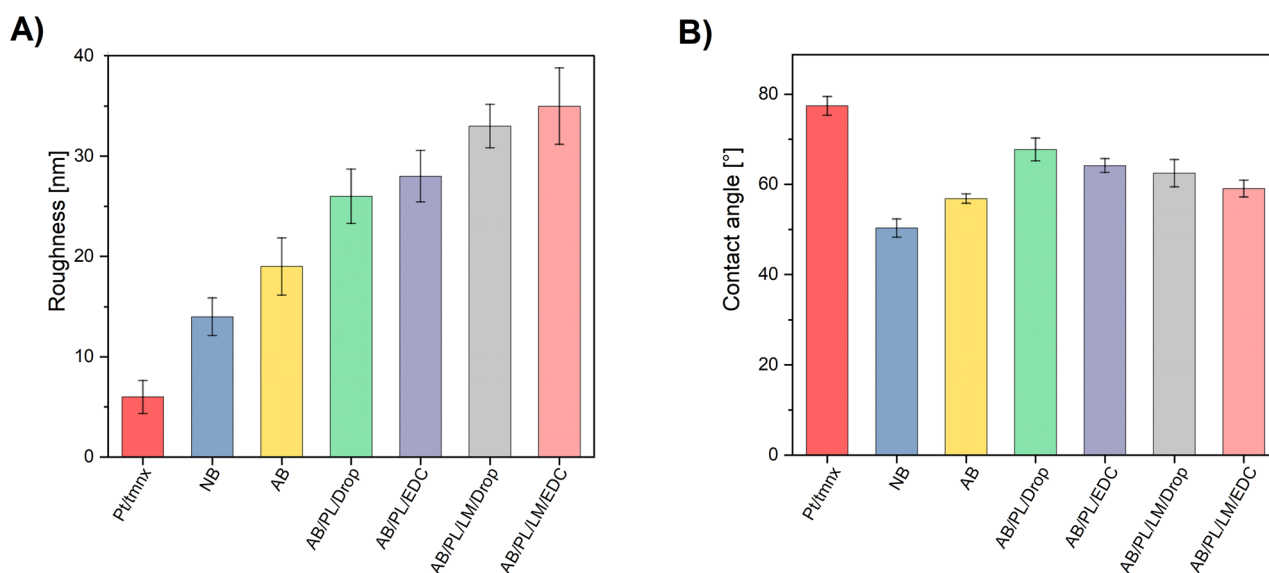 A)
Roughness [nm]
40
30
20
10
0
Pt/tmnx
NB
AB
AB/PL/Drop
AB/PL/EDC
AB/PL/LM/Drop
AB/PL/LM/EDC
B)
Contact angle [°]
80
60
40
20
0
Pt/tmnx
NB
AB
AB/PL/Drop
AB/PL/EDC
AB/PL/LM/Drop
AB/PL/LM/EDC